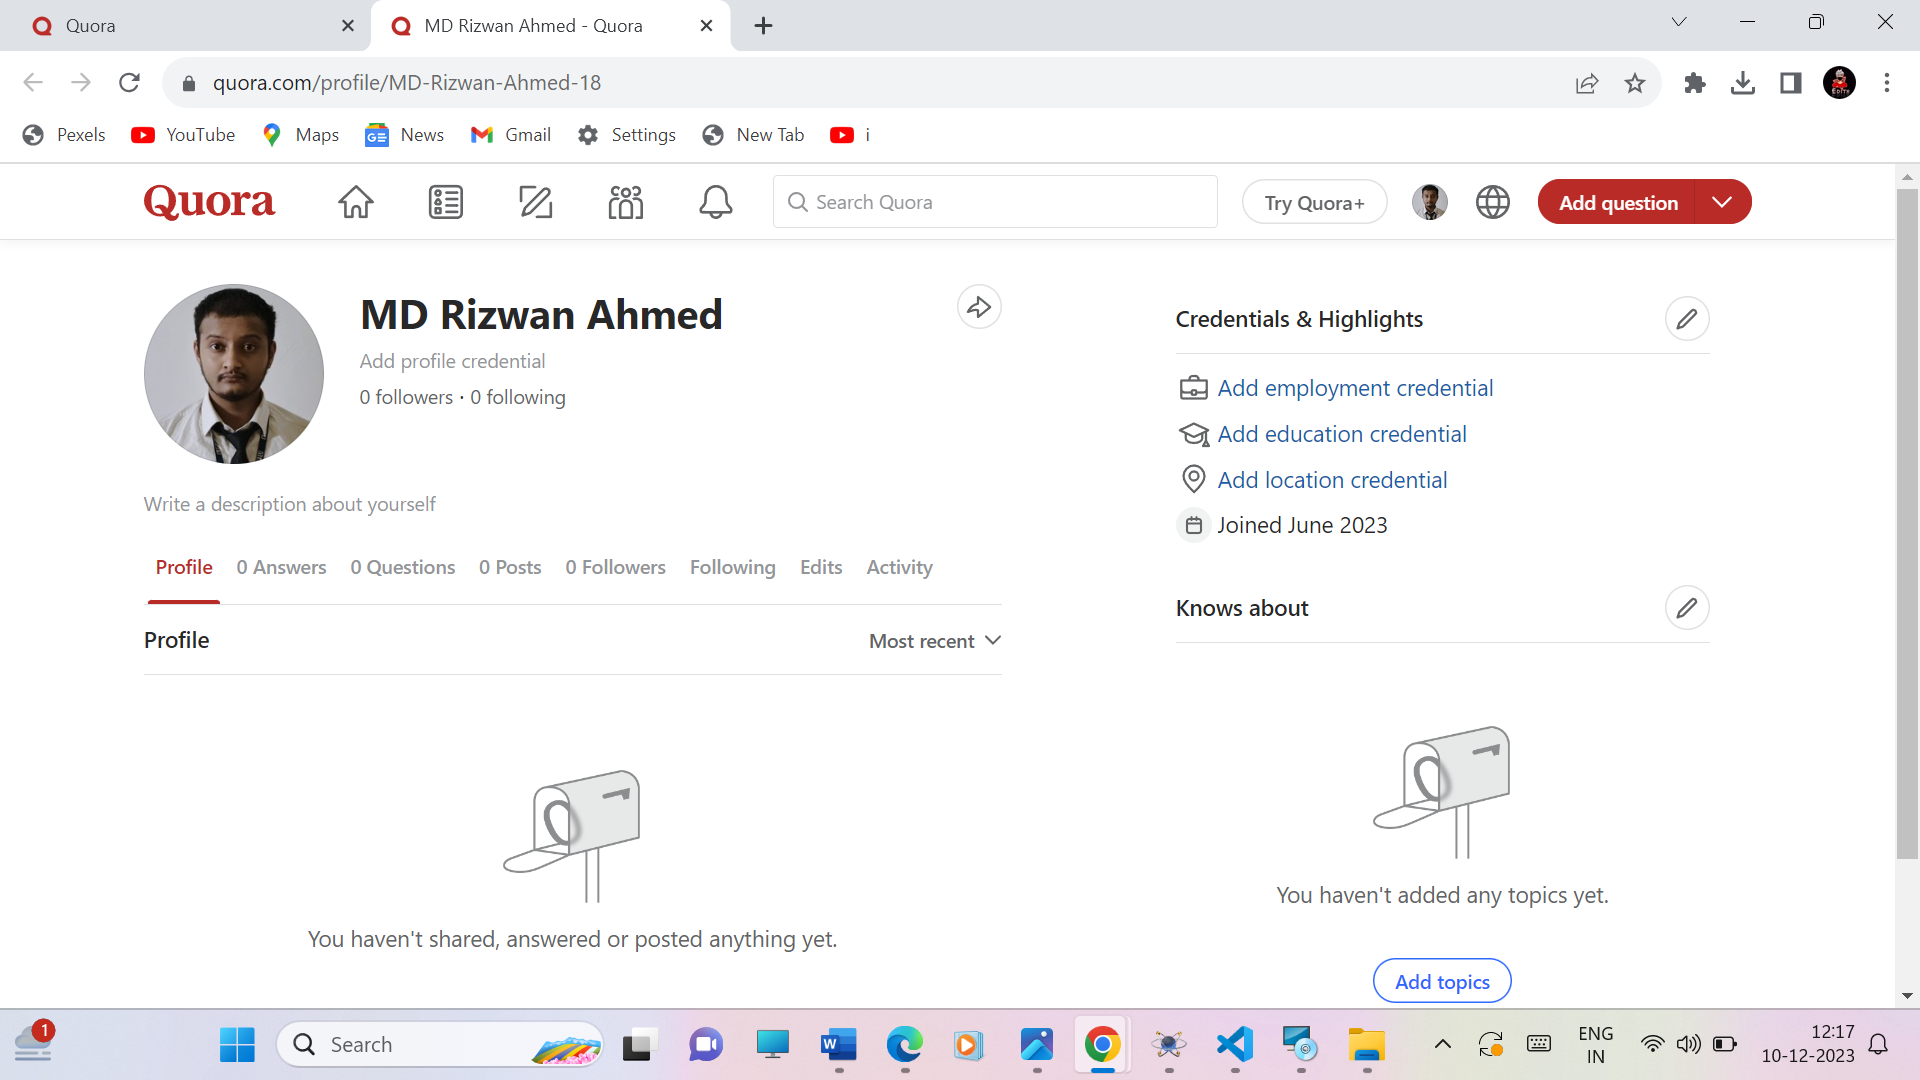 Quora
MD Rizwan Ahmed - Quora
quora.com/profile/MD-Rizwan-Ahmed-18
Pexels YouTube Maps News Gmail Settings New Tab i
Quora
Search Quora
Try Quora+
Add question
MD Rizwan Ahmed
Add profile credential
0 followers · 0 following
Write a description about yourself
Profile 0 Answers 0 Questions 0 Posts 0 Followers Following Edits Activity
Profile
Most recent
You haven't shared, answered or posted anything yet.
Credentials & Highlights
Add employment credential
Add education credential
Add location credential
Joined June 2023
Knows about
You haven't added any topics yet.
Add topics
1
Search
ENG
IN
12:17
10-12-2023